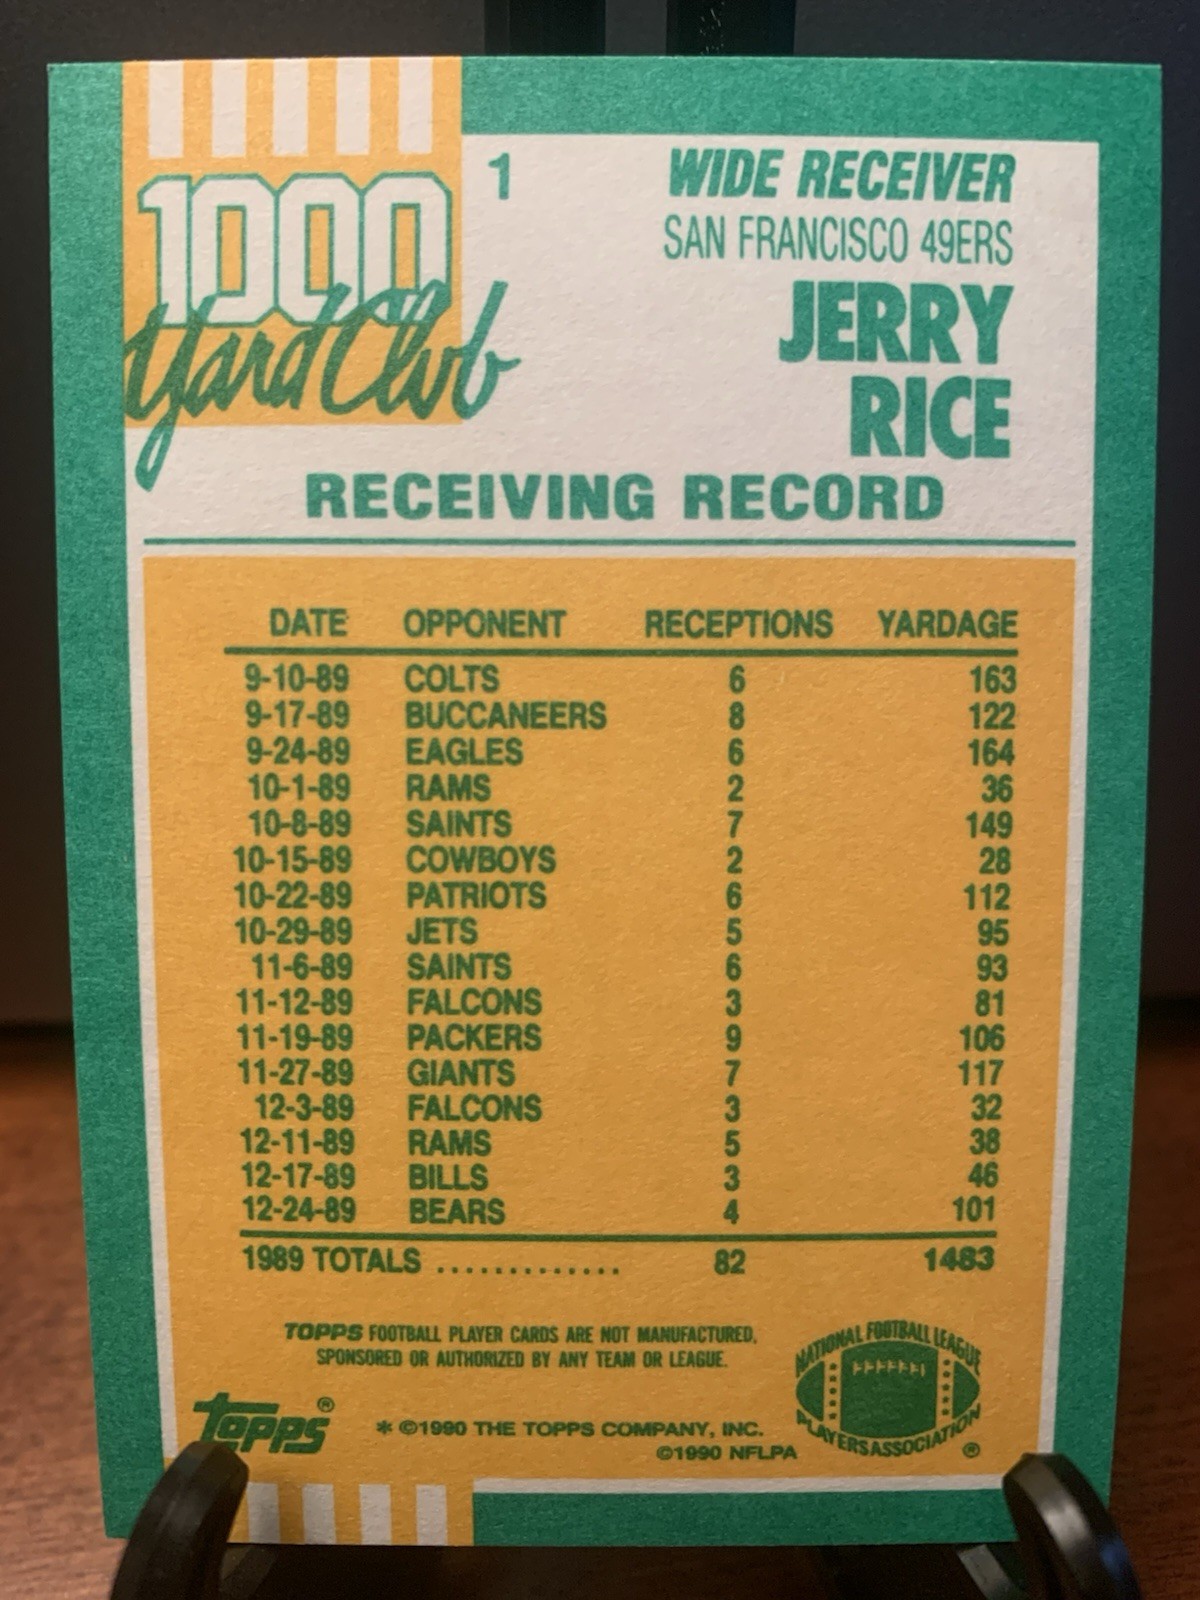 1000
Yard Club
1
WIDE RECEIVER
SAN FRANCISCO 49ERS
JERRY
RICE
RECEIVING RECORD
DATE OPPONENT RECEPTIONS YARDAGE
9-10-89 COLTS 6 163
9-17-89 BUCCANEERS 8 122
9-24-89 EAGLES 6 164
10-1-89 RAMS 2 36
10-8-89 SAINTS 7 149
10-15-89 COWBOYS 2 28
10-22-89 PATRIOTS 6 112
10-29-89 JETS 5 95
11-6-89 SAINTS 6 93
11-12-89 FALCONS 3 81
11-19-89 PACKERS 9 106
11-27-89 GIANTS 7 117
12-3-89 FALCONS 3 32
12-11-89 RAMS 5 38
12-17-89 BILLS 3 46
12-24-89 BEARS 4 101
1989 TOTALS ............. 82 1483
TOPPS FOOTBALL PLAYER CARDS ARE NOT MANUFACTURED,
SPONSORED OR AUTHORIZED BY ANY TEAM OR LEAGUE.
NATIONAL FOOTBALL LEAGUE
PLAYERS ASSOCIATION ®
TOPPS®
* ©1990 THE TOPPS COMPANY, INC.
©1990 NFLPA